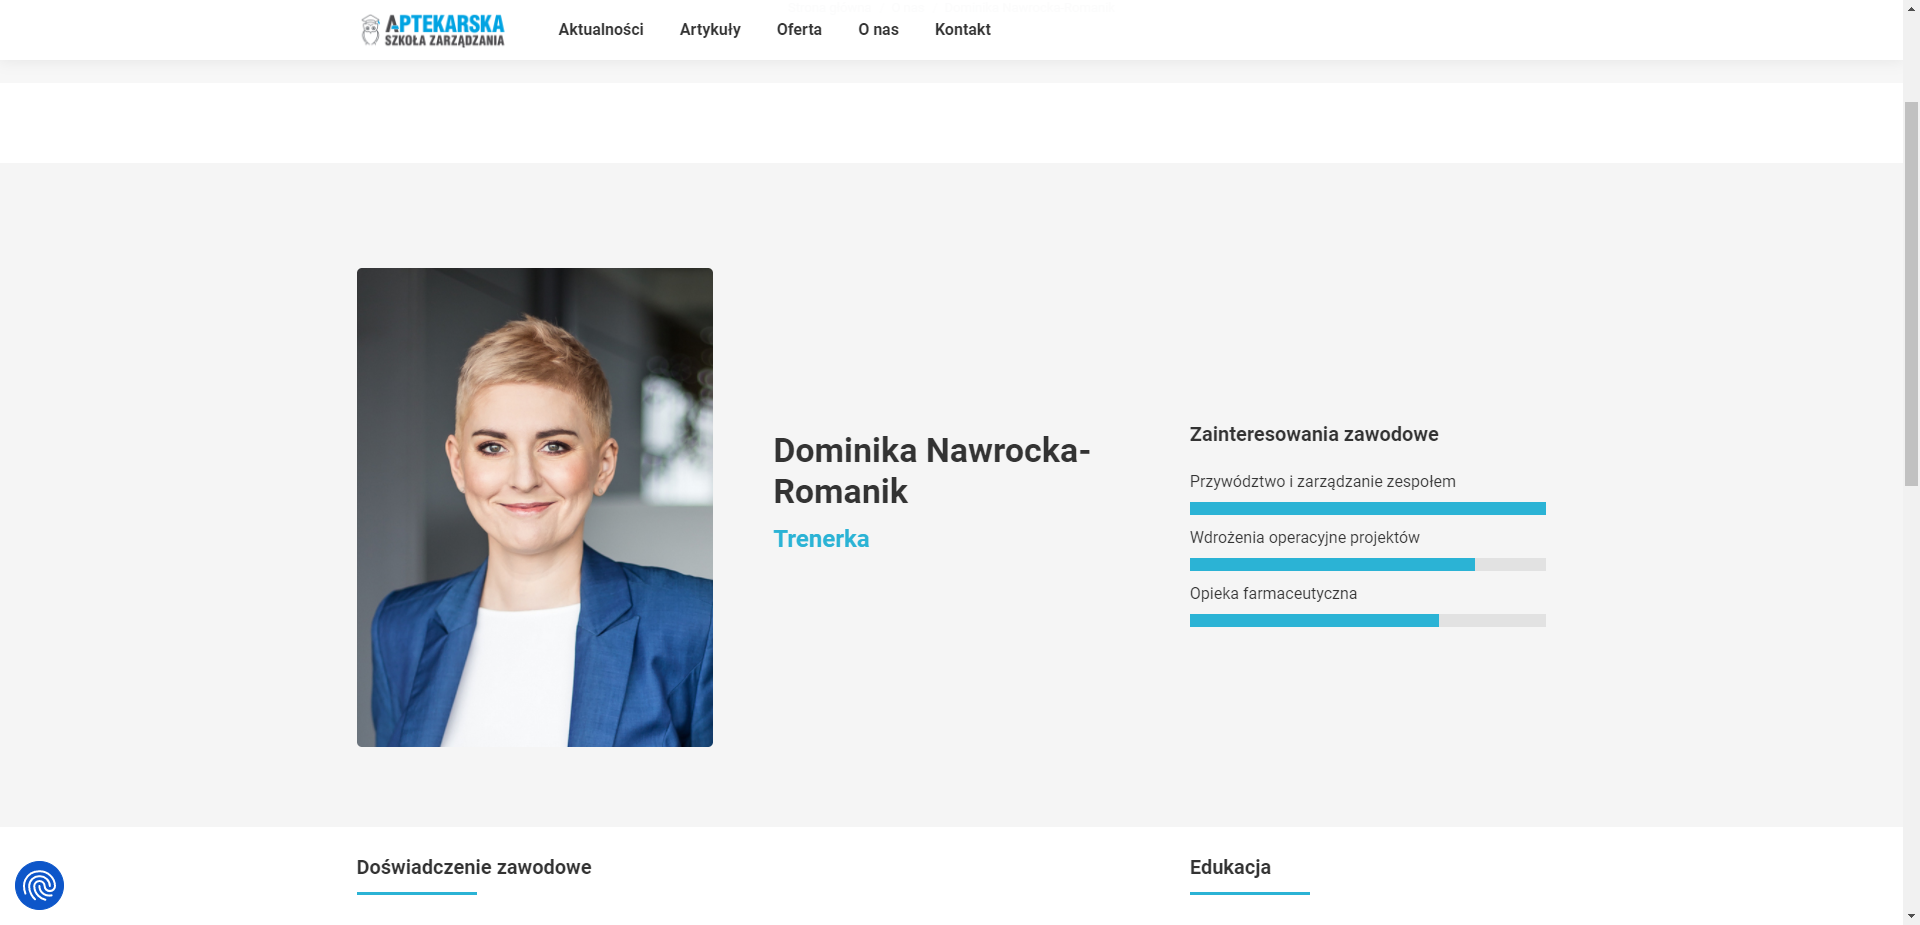 APTEKARSKA
SZKOŁA ZARZĄDZANIA
Aktualności
Artykuły
Oferta
O nas
Kontakt
Dominika Nawrocka-
Romanik
Trenerka
Zainteresowania zawodowe
Przywództwo i zarządzanie zespołem
Wdrożenia operacyjne projektów
Opieka farmaceutyczna
Doświadczenie zawodowe
Edukacja